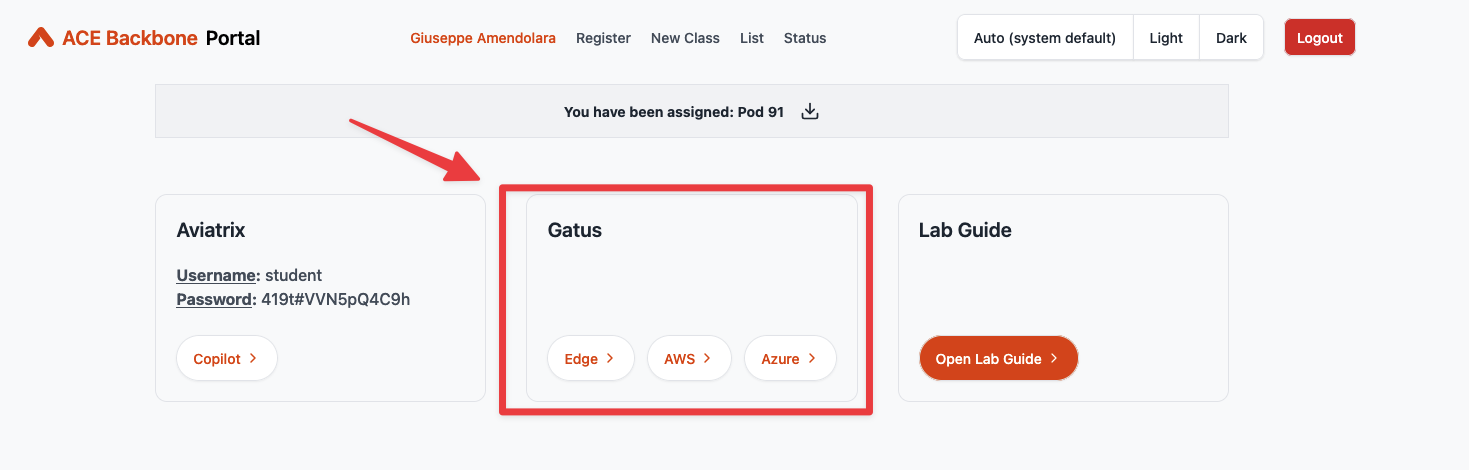 ACE Backbone Portal
Giuseppe Amendolara Register New Class List Status
Auto (system default) Light Dark
Logout
You have been assigned: Pod 91
Aviatrix
Username: student
Password: 419t#VVN5pQ4C9h
Copilot
Gatus
Edge AWS Azure
Lab Guide
Open Lab Guide